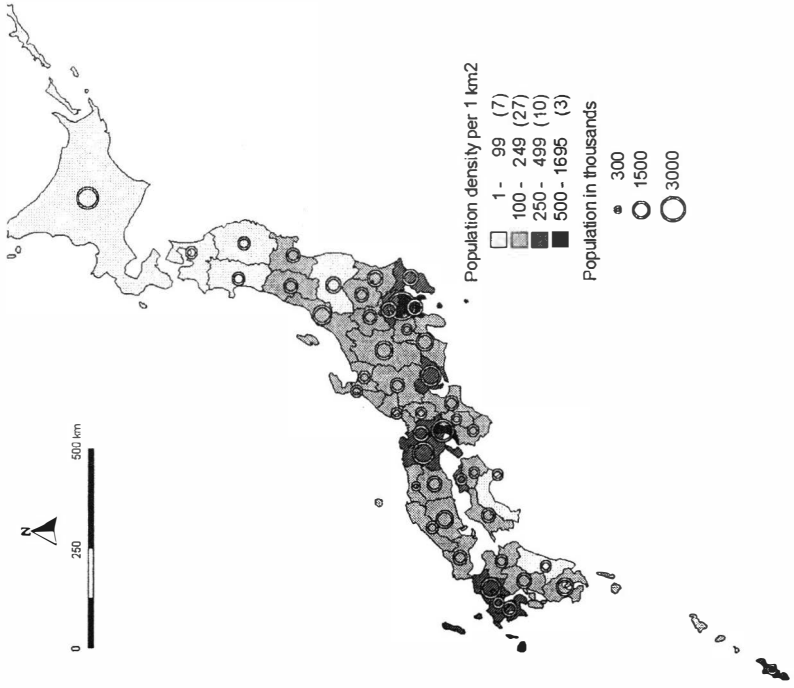 N
0 250 500 km
Population density per 1 km2
1 - 99 (7)
100 - 249 (27)
250 - 499 (10)
500 - 1695 (3)
Population in thousands
300
1500
3000